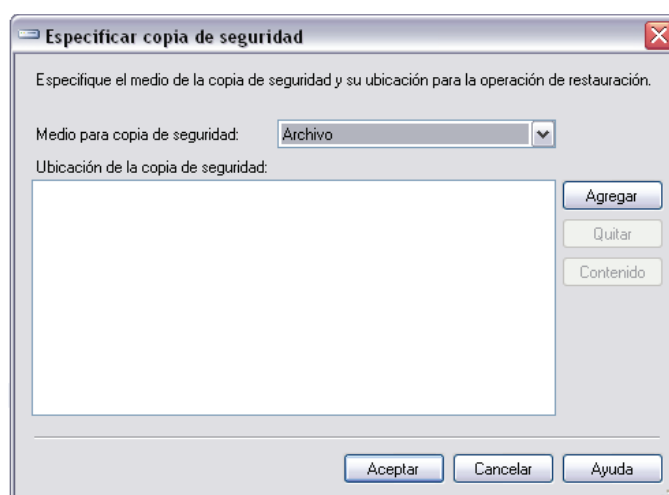 Especificar copia de seguridad
Especifique el medio de la copia de seguridad y su ubicación para la operación de restauración.
Medio para copia de seguridad: Archivo
Ubicación de la copia de seguridad:
Agregar
Quitar
Contenido
Aceptar Cancelar Ayuda